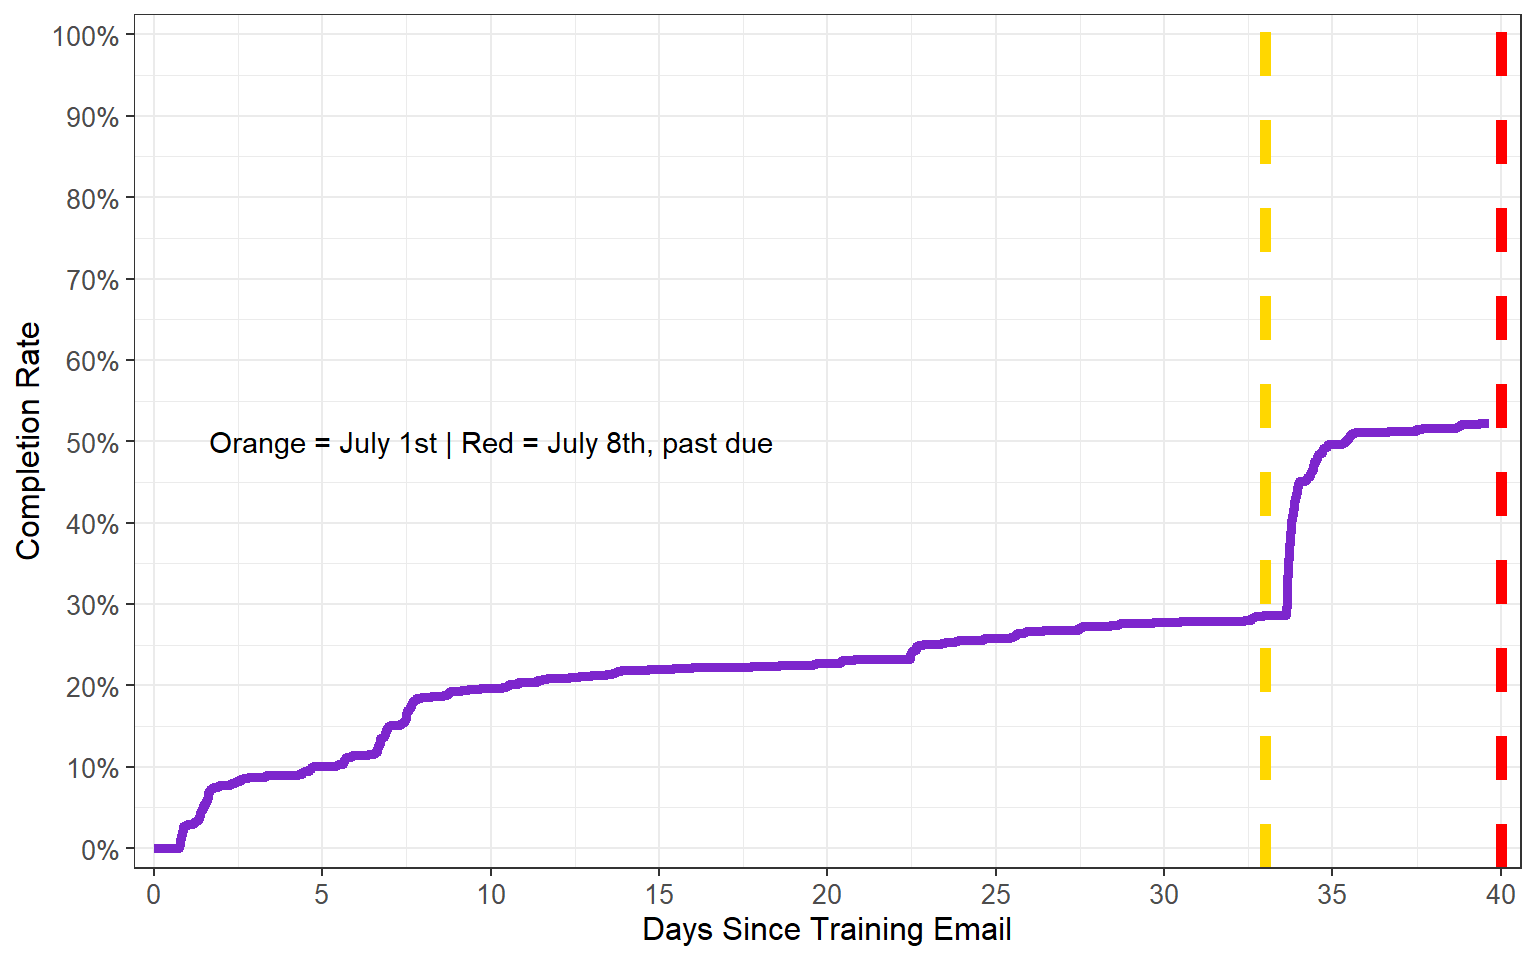 100%
90%
80%
70%
60%
50%
40%
30%
20%
10%
0%
Completion Rate
Orange = July 1st | Red = July 8th, past due
0 5 10 15 20 25 30 35 40
Days Since Training Email